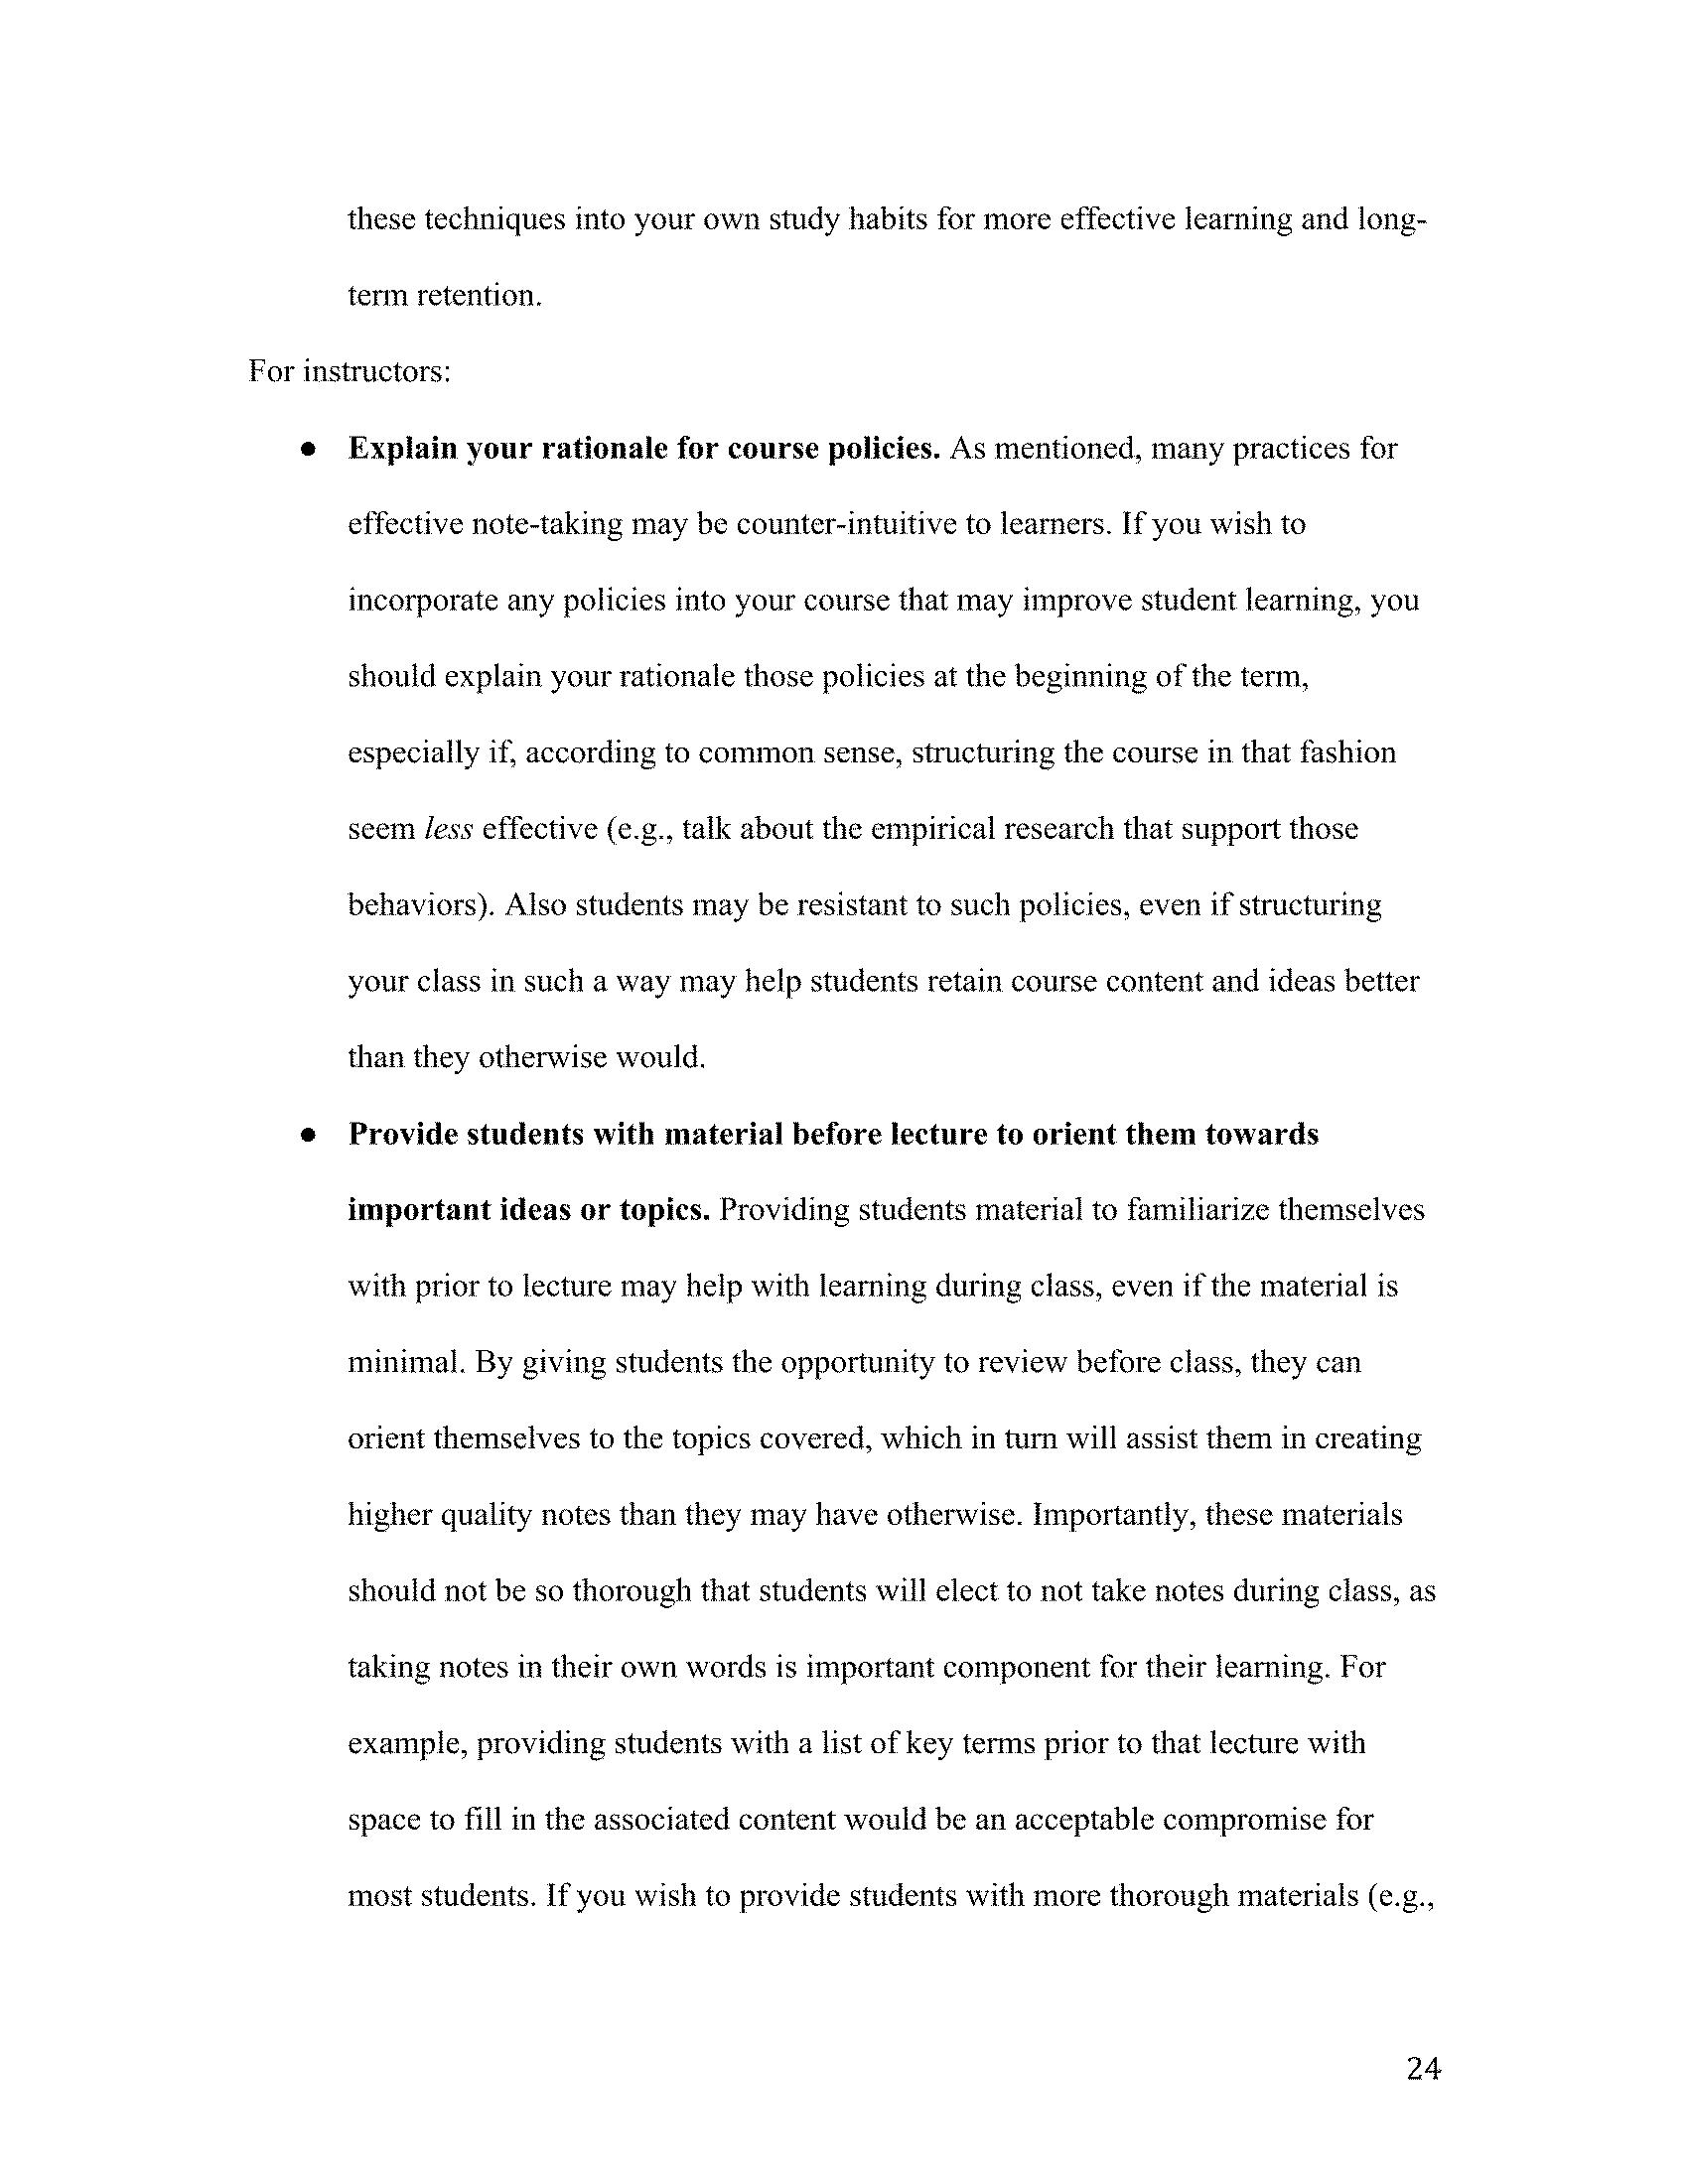 these techniques into your own study habits for more effective learning and long-
term retention.
For instructors:
● Explain your rationale for course policies. As mentioned, many practices for
effective note-taking may be counter-intuitive to learners. If you wish to
incorporate any policies into your course that may improve student learning, you
should explain your rationale those policies at the beginning of the term,
especially if, according to common sense, structuring the course in that fashion
seem less effective (e.g., talk about the empirical research that support those
behaviors). Also students may be resistant to such policies, even if structuring
your class in such a way may help students retain course content and ideas better
than they otherwise would.
● Provide students with material before lecture to orient them towards
important ideas or topics. Providing students material to familiarize themselves
with prior to lecture may help with learning during class, even if the material is
minimal. By giving students the opportunity to review before class, they can
orient themselves to the topics covered, which in turn will assist them in creating
higher quality notes than they may have otherwise. Importantly, these materials
should not be so thorough that students will elect to not take notes during class, as
taking notes in their own words is important component for their learning. For
example, providing students with a list of key terms prior to that lecture with
space to fill in the associated content would be an acceptable compromise for
most students. If you wish to provide students with more thorough materials (e.g.,
24